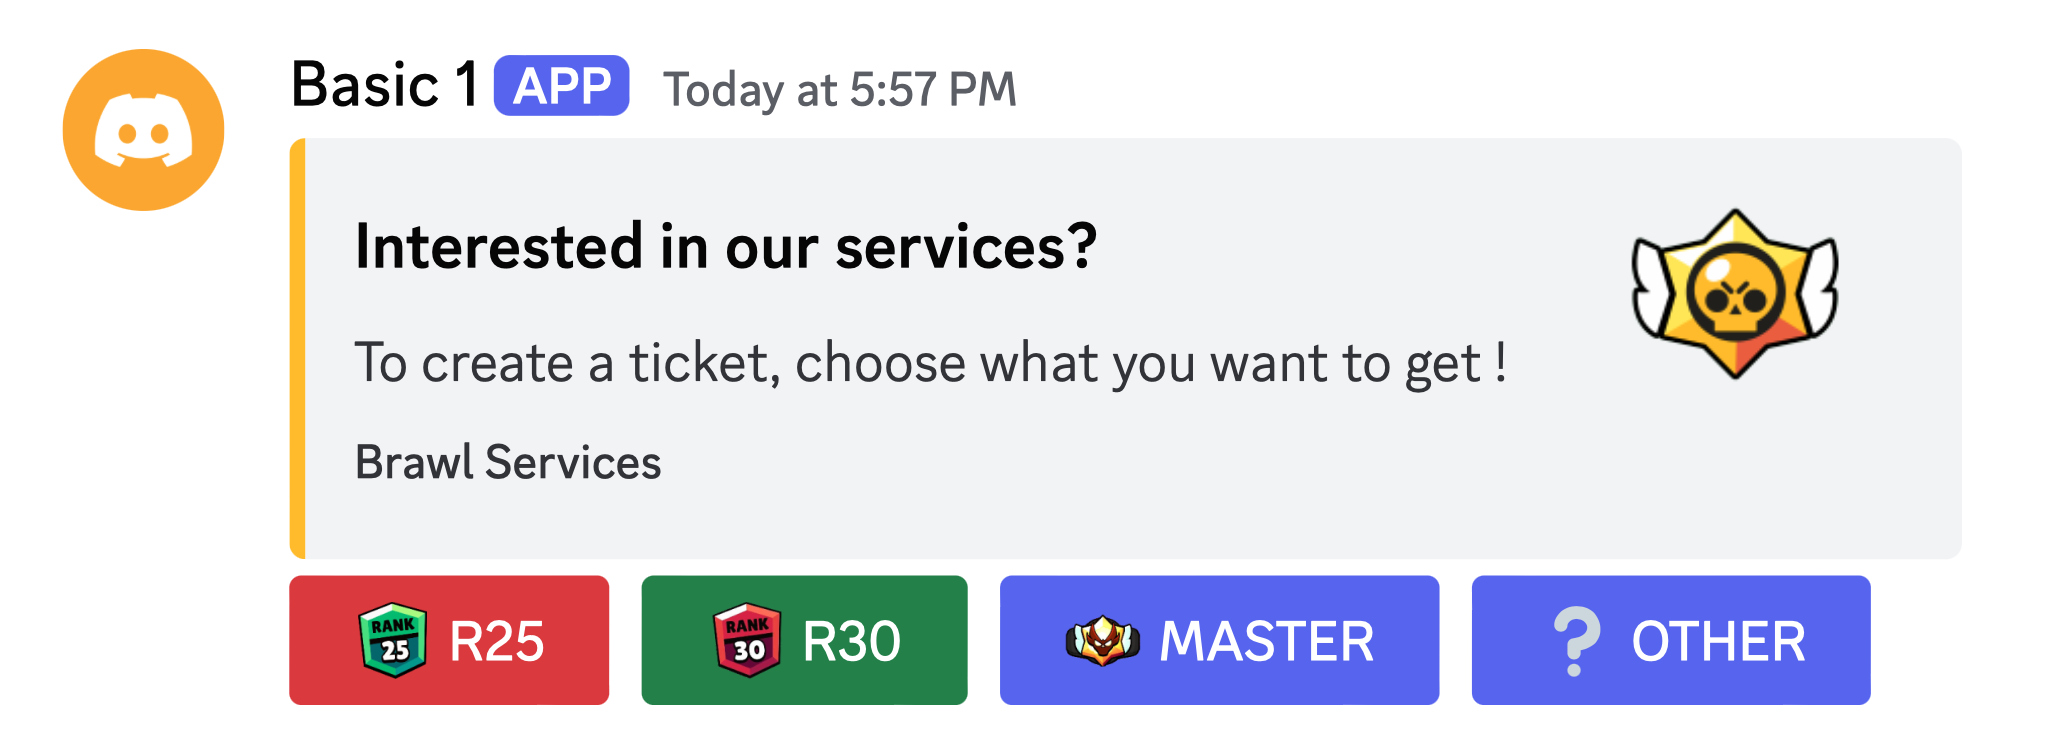 Basic 1 APP Today at 5:57 PM
Interested in our services?
To create a ticket, choose what you want to get !
Brawl Services
RANK 25 R25
RANK 30 R30
MASTER
? OTHER